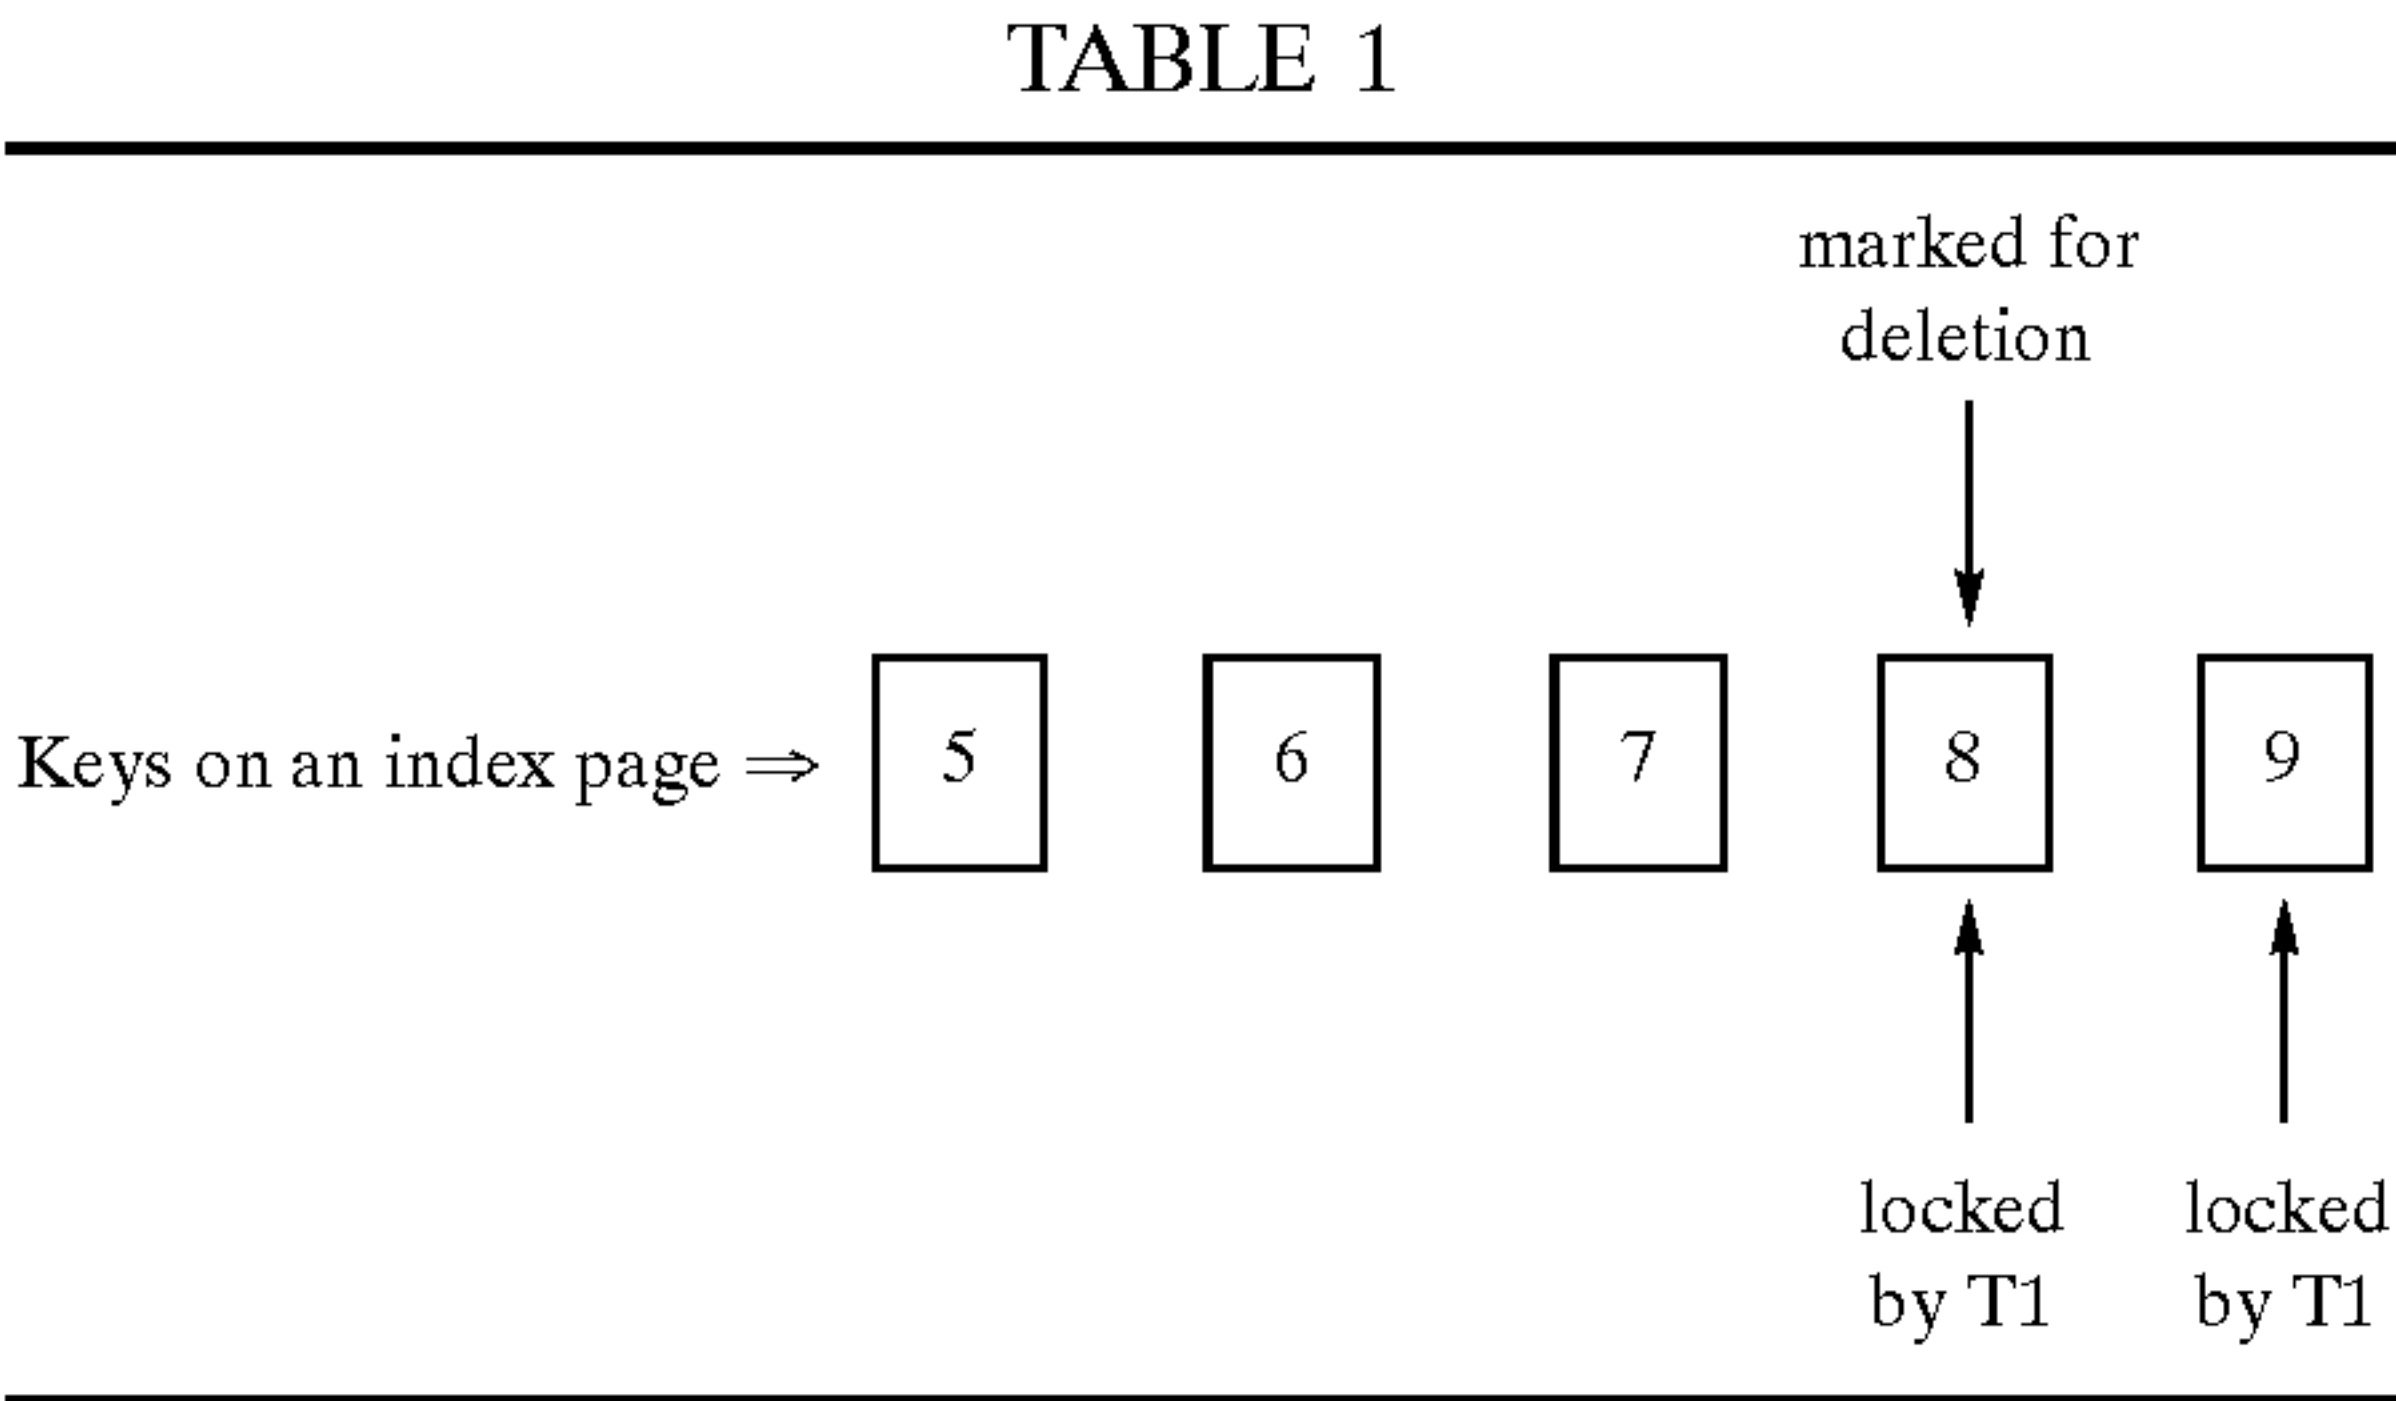 TABLE 1
marked for
deletion
Keys on an index page ⇒ 5 6 7 8 9
locked locked
by T1 by T1